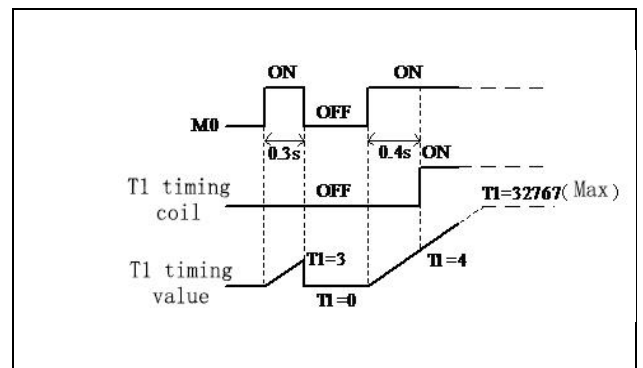 ON ON
M0 OFF
0.3s 0.4s ON
T1 timing coil OFF T1=32767(Max)
T1 timing value T1=3 T1=4
T1=0